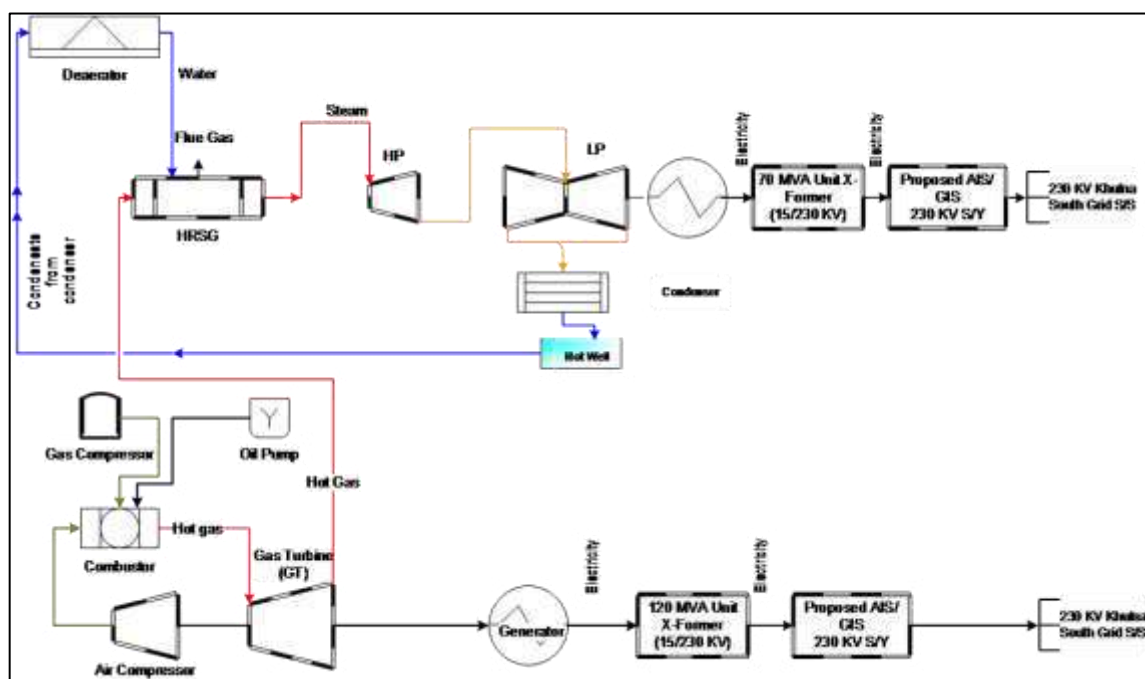 Deaerator
Water
Flue Gas
HRSG
Steam
HP
LP
Electricity
70 MVA Unit X-
Former
(15/230 KV)
Electricity
Proposed AIS/
GIS
230 KV S/Y
230 KV Khulna
South Grid S/S
Condensate
from
condenser
Condenser
Hot Well
Gas Compressor
Oil Pump
Hot Gas
Hot gas
Combustor
Gas Turbine
(GT)
Air Compressor
Generator
Electricity
120 MVA Unit
X-Former
(15/230 KV)
Electricity
Proposed AIS/
GIS
230 KV S/Y
230 KV Khulna
South Grid S/S